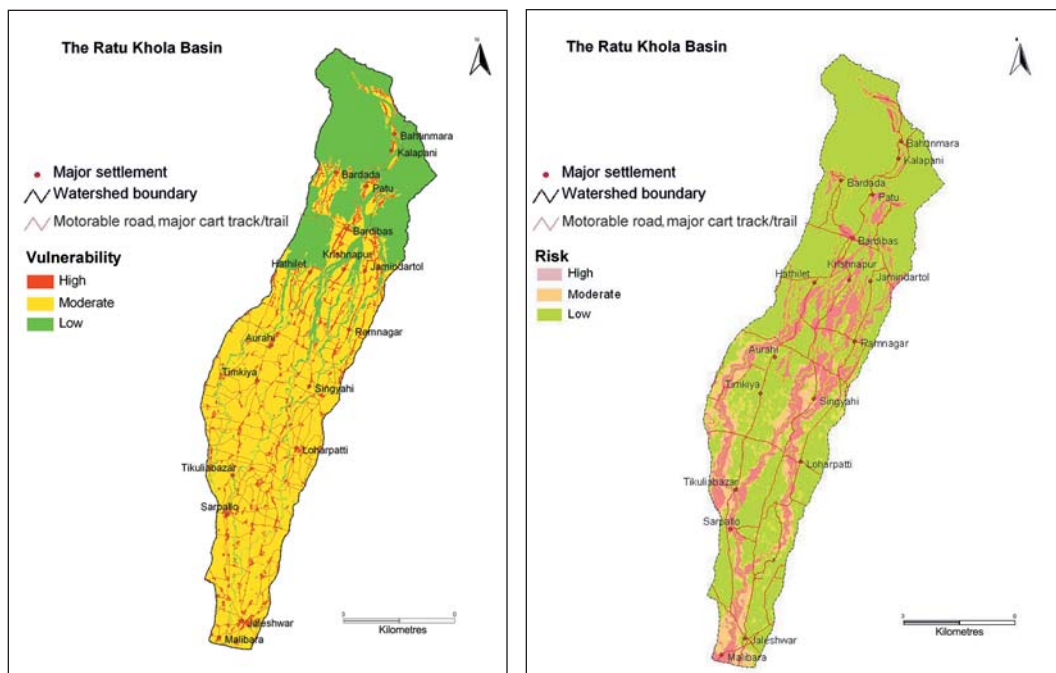 The Ratu Khola Basin
Major settlement
Watershed boundary
Motorable road, major cart track/trail
Vulnerability
High
Moderate
Low
Bahunmara
Kalapani
Bardada
Patu
Bardibas
Krishnapur
Hathilet
Jamindartol
Ramnagar
Aurahi
Timkiya
Singyahi
Loharpatti
Tikuliabazar
Sarpallo
Jaleshwar
Malibara
Kilometres
The Ratu Khola Basin
Major settlement
Watershed boundary
Motorable road, major cart track/trail
Risk
High
Moderate
Low
Bahunmara
Kalapani
Bardada
Patu
Bardibas
Krishnapur
Hathilet
Jamindartol
Ramnagar
Aurahi
Timkiya
Singyahi
Loharpatti
Tikuliabazar
Sarpallo
Jaleshwar
Malibara
Kilometres